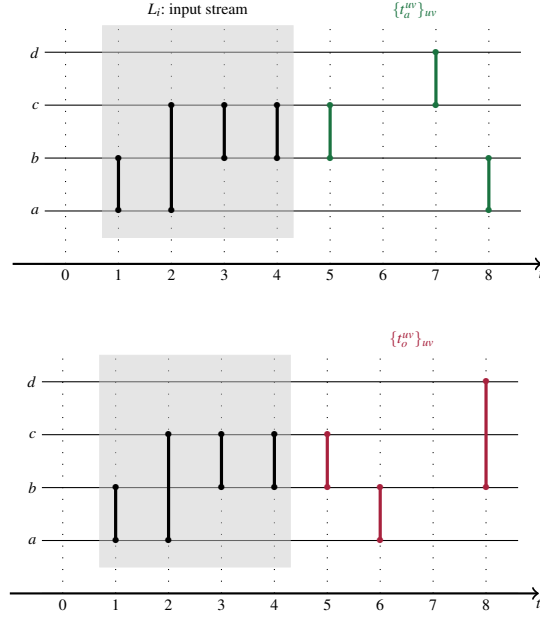 L_i: input stream {t_a^{uv}}_{uv}
d
c
b
a
0 1 2 3 4 5 6 7 8
{t_o^{uv}}_{uv}
d
c
b
a
0 1 2 3 4 5 6 7 8 t